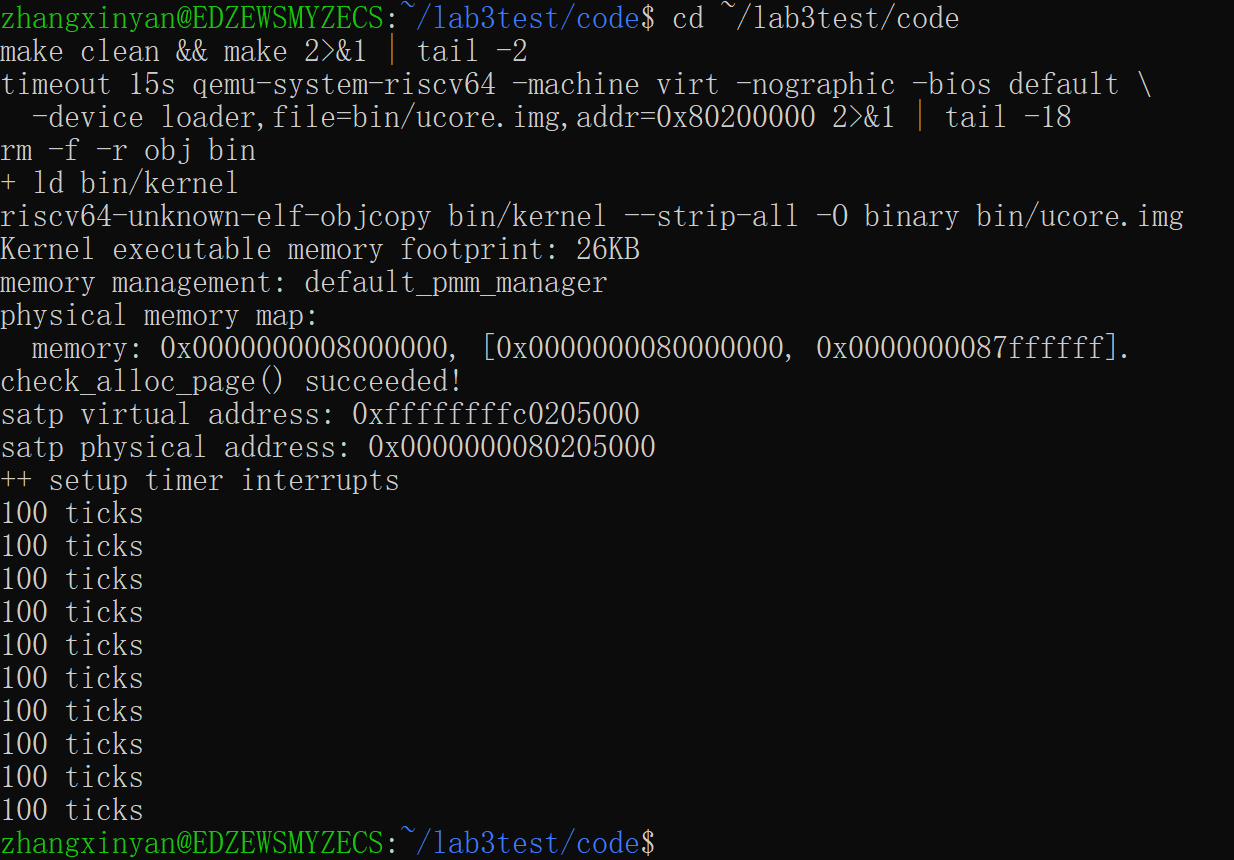 zhangxinyan@EDZEWSMYZECS:~/lab3test/code$ cd ~/lab3test/code
make clean && make 2>&1 | tail -2
timeout 15s qemu-system-riscv64 -machine virt -nographic -bios default \
  -device loader,file=bin/ucore.img,addr=0x80200000 2>&1 | tail -18
rm -f -r obj bin
+ ld bin/kernel
riscv64-unknown-elf-objcopy bin/kernel --strip-all -O binary bin/ucore.img
Kernel executable memory footprint: 26KB
memory management: default_pmm_manager
physical memory map:
  memory: 0x0000000008000000, [0x0000000080000000, 0x0000000087ffffff].
check_alloc_page() succeeded!
satp virtual address: 0xffffffffc0205000
satp physical address: 0x0000000080205000
++ setup timer interrupts
100 ticks
100 ticks
100 ticks
100 ticks
100 ticks
100 ticks
100 ticks
100 ticks
100 ticks
100 ticks
zhangxinyan@EDZEWSMYZECS:~/lab3test/code$